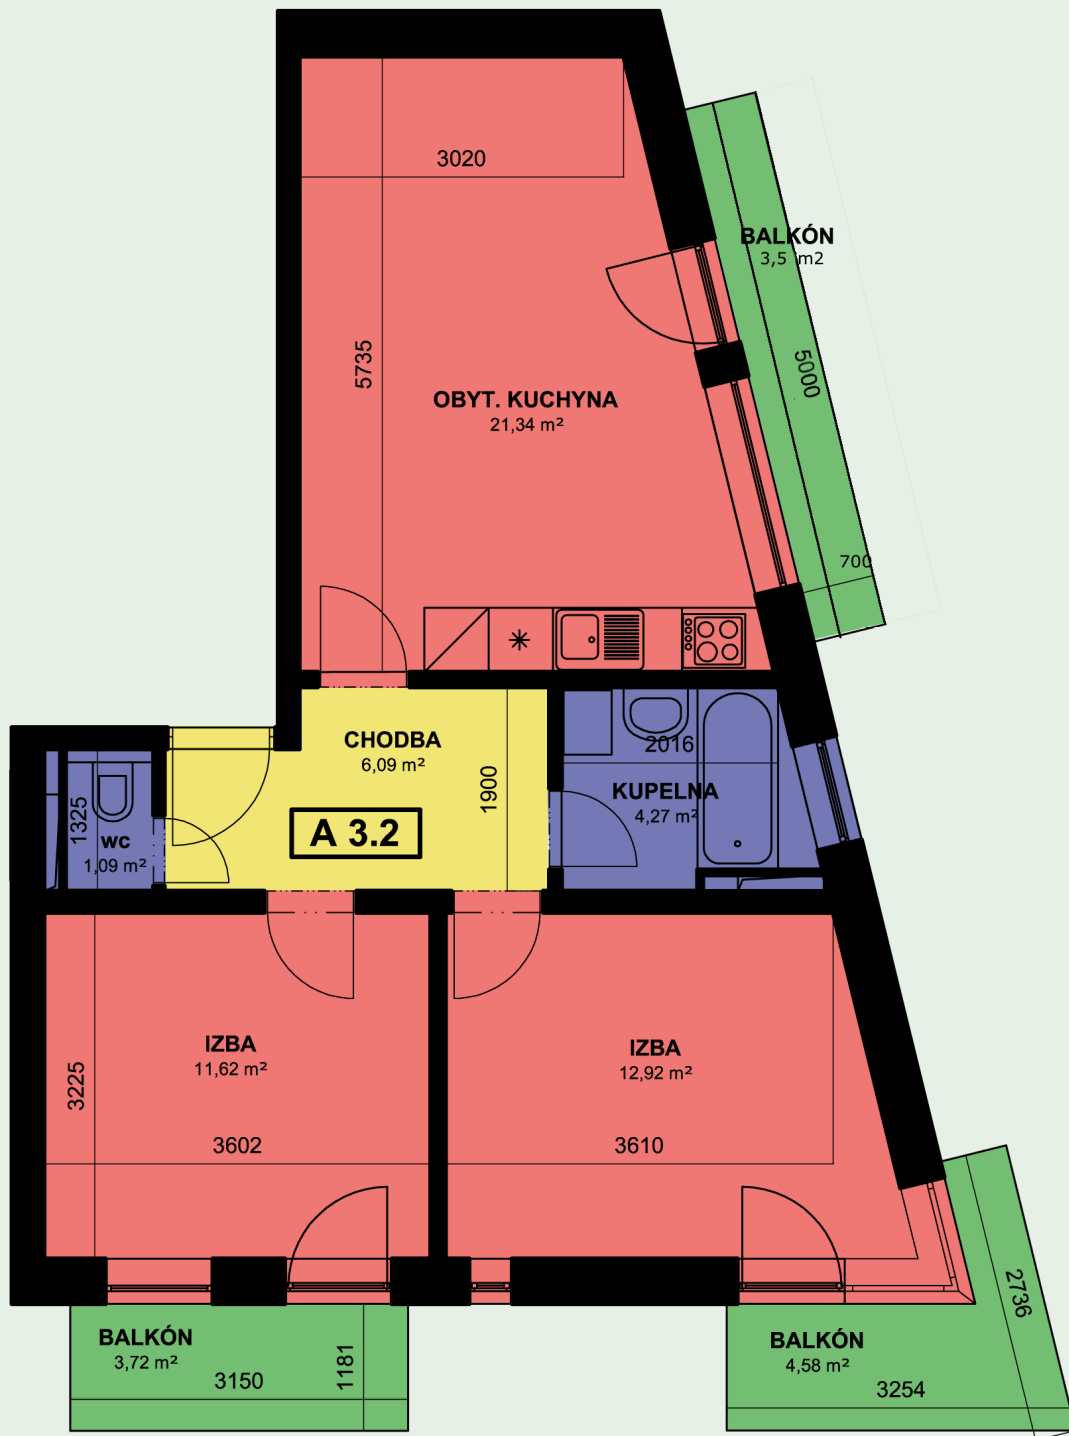 3020
BALKÓN
3,5 m2
5735
5000
OBYT. KUCHYNA
21,34 m²
700
CHODBA
6,09 m²
1900
2016
KUPELNA
4,27 m²
1325
WC
1,09 m²
A 3.2
IZBA
11,62 m²
IZBA
12,92 m²
3225
3602
3610
BALKÓN
3,72 m²
3150
1181
BALKÓN
4,58 m²
3254
2736